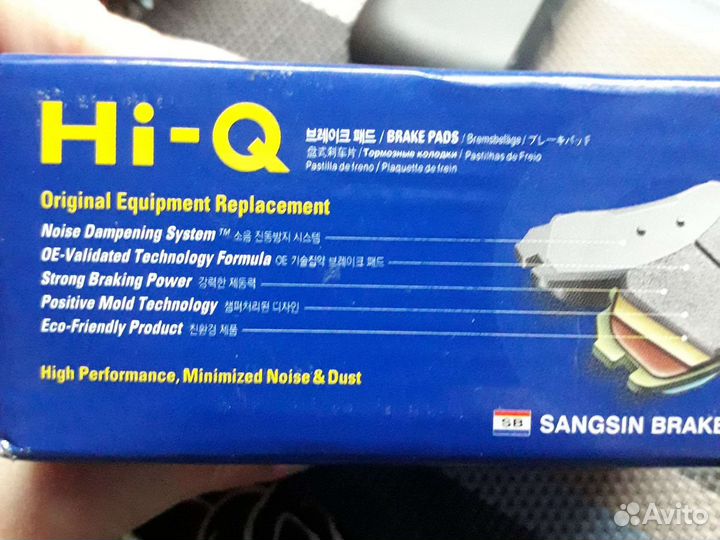 Hi-Q
브레이크 패드 / BRAKE PADS / Bremsbeläge / ブレーキパッド
盘式刹车片 / Тормозные колодки / Pastilhas de Freio
Pastilla de freno / Plaquette de frein
Original Equipment Replacement
Noise Dampening System™ 소음 진동방지 시스템
OE-Validated Technology Formula OE 기술집약 브레이크 패드
Strong Braking Power 강력한 제동력
Positive Mold Technology 챔퍼처리된 디자인
Eco-Friendly Product 친환경 제품
High Performance, Minimized Noise & Dust
SB SANGSIN BRAKE
Avito